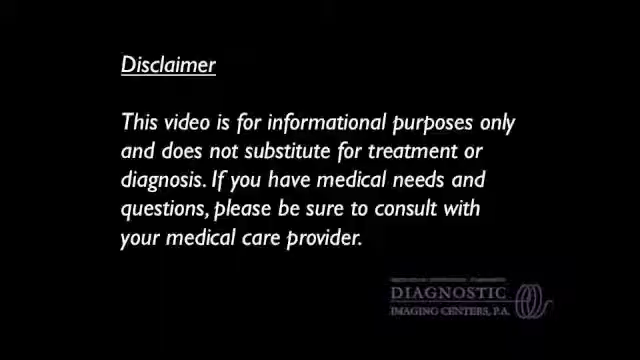 Disclaimer
This video is for informational purposes only
and does not substitute for treatment or
diagnosis. If you have medical needs and
questions, please be sure to consult with
your medical care provider.
DIAGNOSTIC
IMAGING CENTERS, P.A.